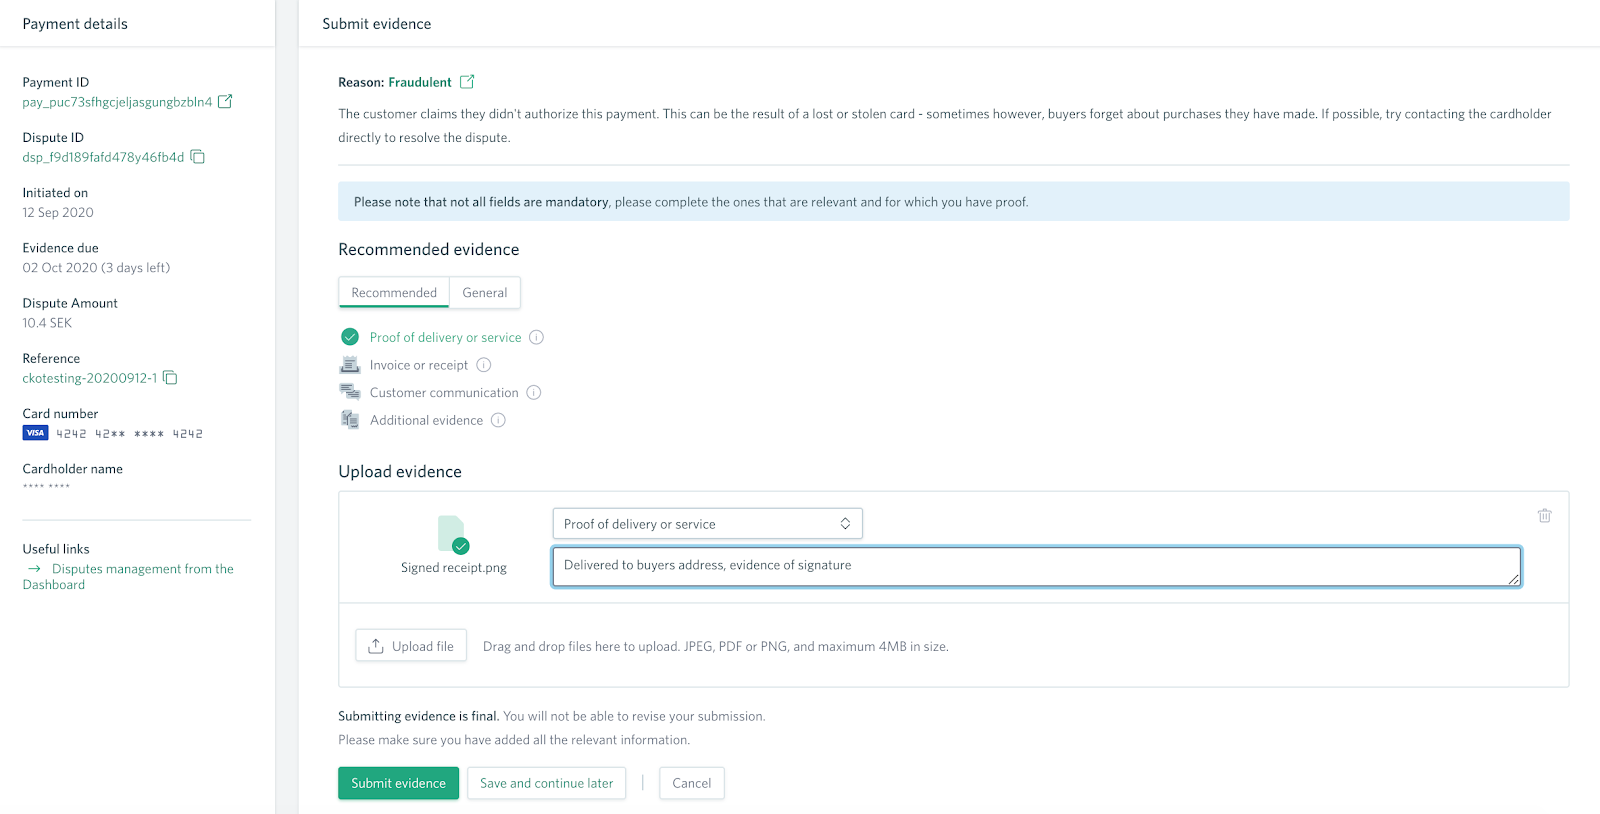 Payment details
Payment ID
pay_puc73sfhgcjeljasgungbzbln4
Dispute ID
dsp_f9d189fafd478y46fb4d
Initiated on
12 Sep 2020
Evidence due
02 Oct 2020 (3 days left)
Dispute Amount
10.4 SEK
Reference
ckotesting-20200912-1
Card number
VISA 4242 42** **** 4242
Cardholder name
**** ****
Useful links
→ Disputes management from the
Dashboard
Submit evidence
Reason: Fraudulent
The customer claims they didn't authorize this payment. This can be the result of a lost or stolen card - sometimes however, buyers forget about purchases they have made. If possible, try contacting the cardholder
directly to resolve the dispute.
Please note that not all fields are mandatory, please complete the ones that are relevant and for which you have proof.
Recommended evidence
Recommended General
Proof of delivery or service
Invoice or receipt
Customer communication
Additional evidence
Upload evidence
Proof of delivery or service
Delivered to buyers address, evidence of signature
Signed receipt.png
Upload file Drag and drop files here to upload. JPEG, PDF or PNG, and maximum 4MB in size.
Submitting evidence is final. You will not be able to revise your submission.
Please make sure you have added all the relevant information.
Submit evidence Save and continue later | Cancel